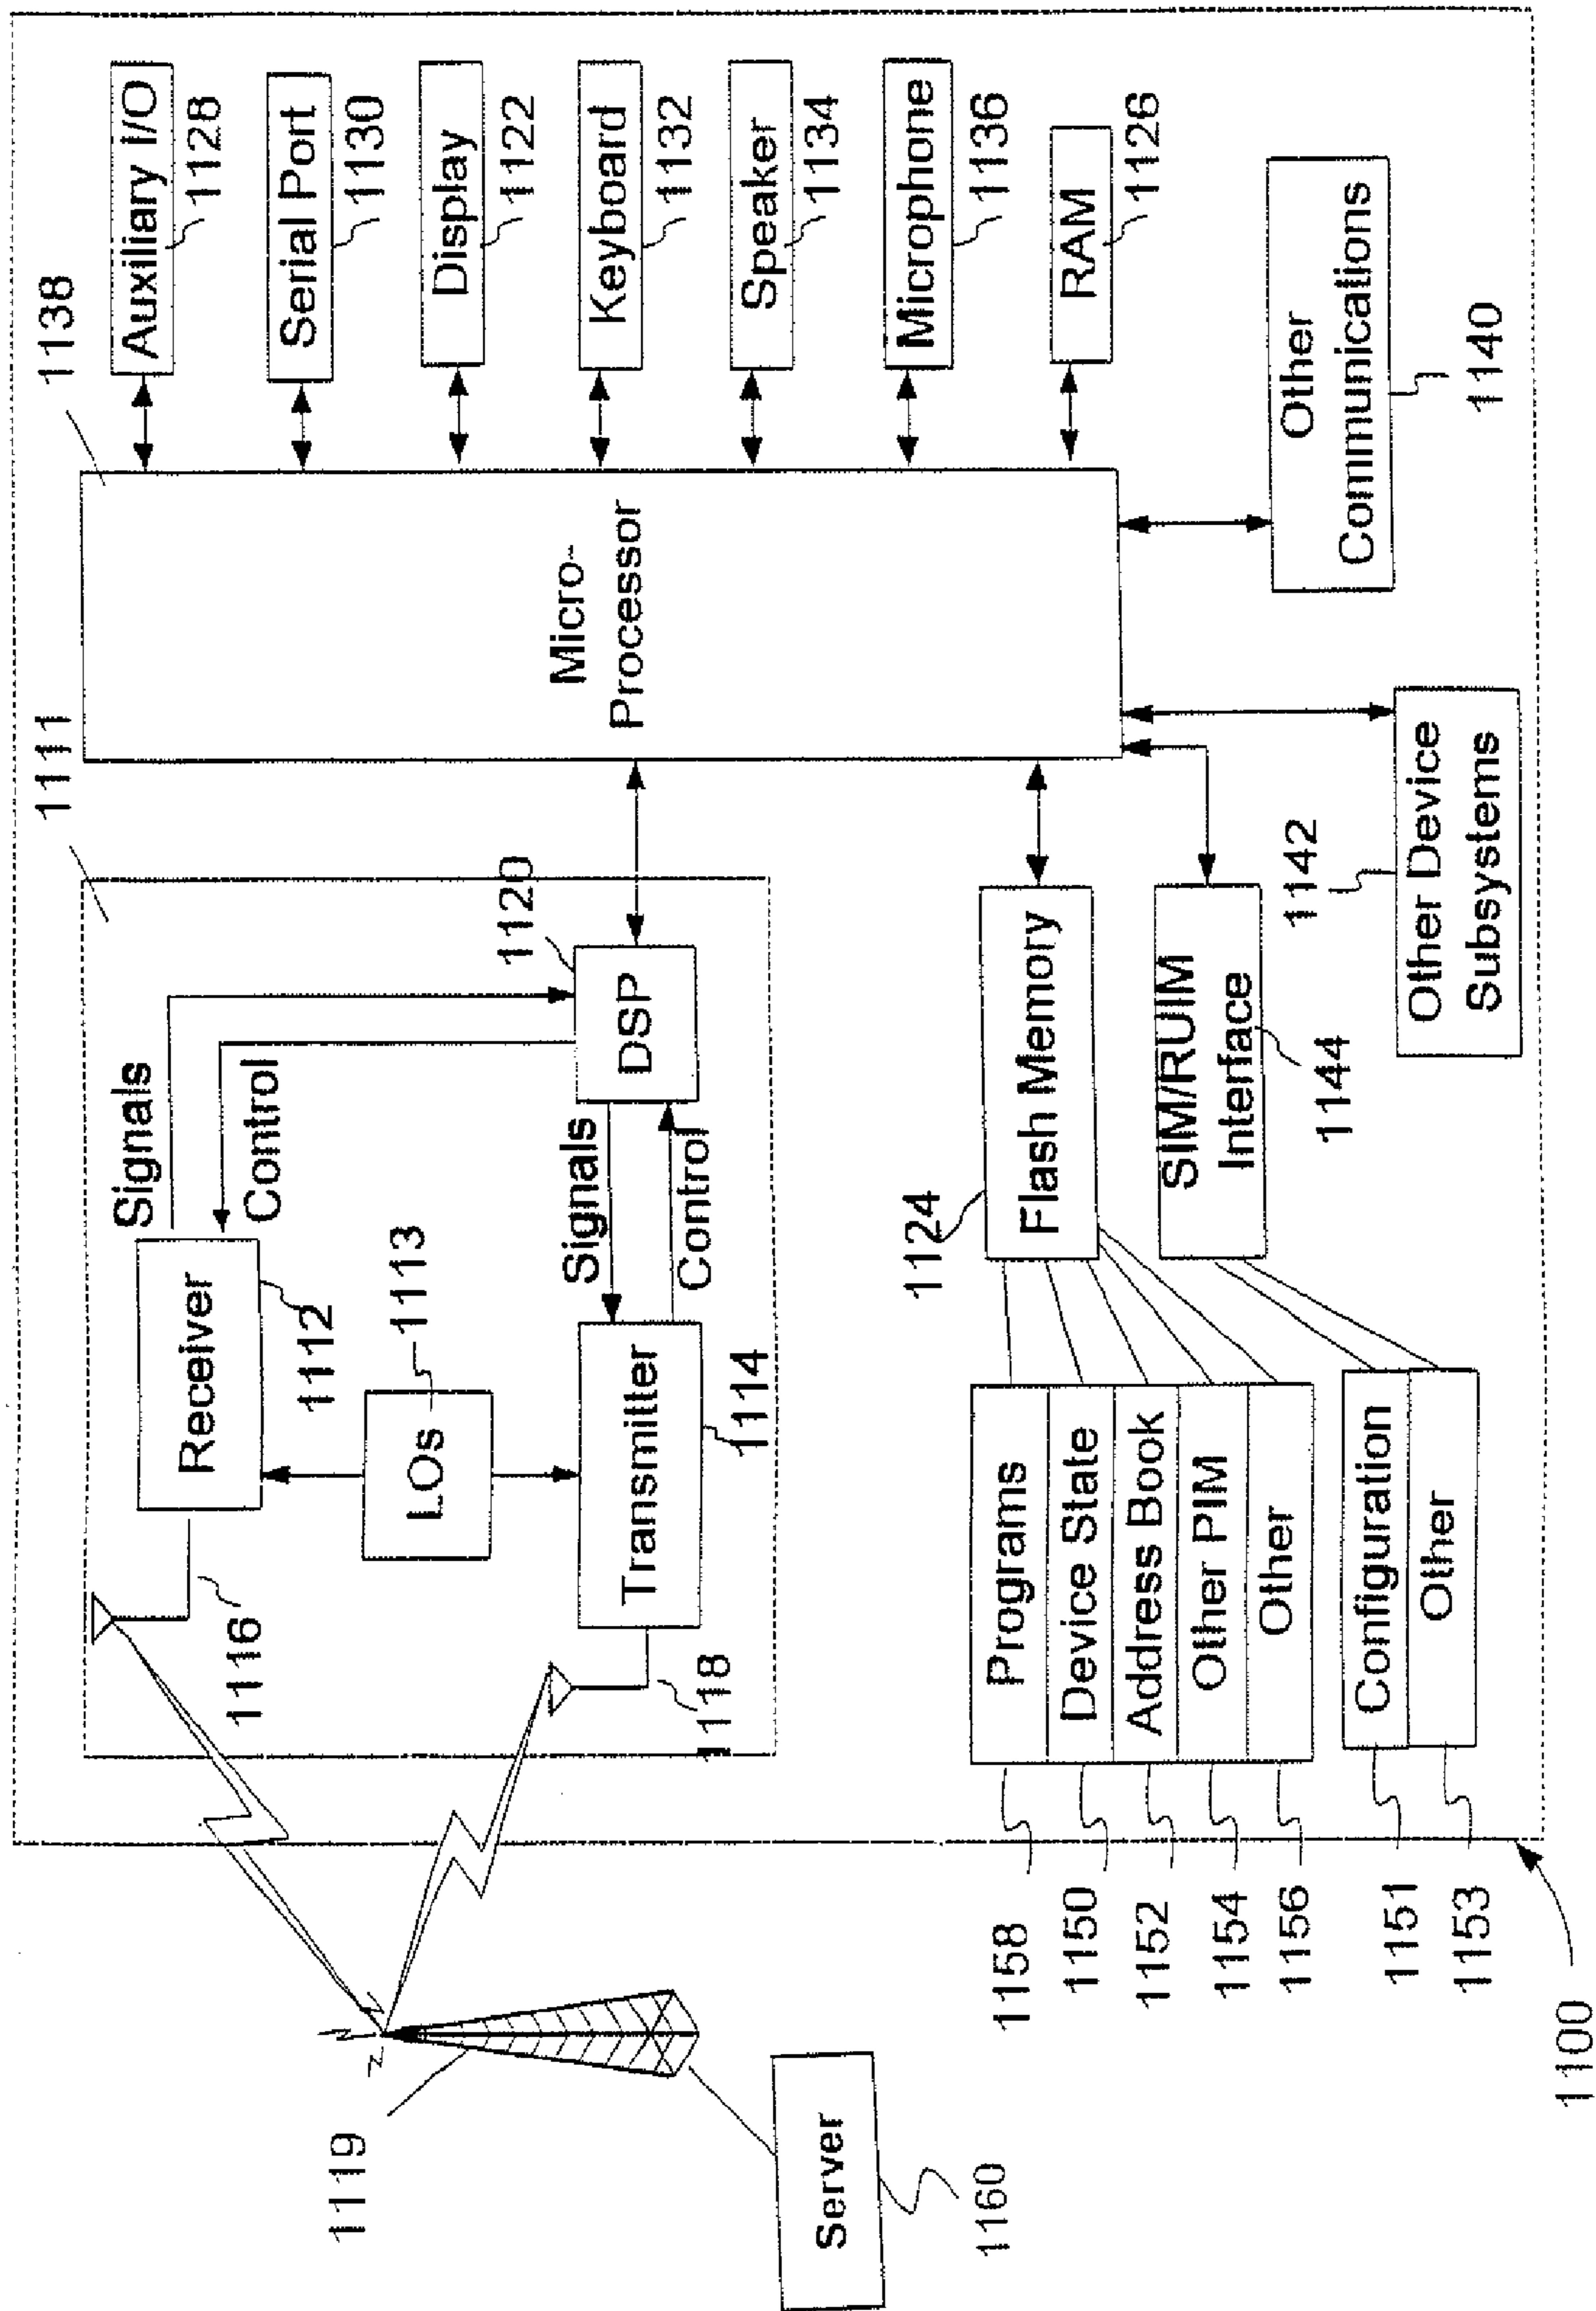 1111
1138
Receiver
1112
Signals
Control
1116
LOs
1113
Transmitter
1114
Signals
Control
1118
DSP
1120
Micro-
Processor
Auxiliary I/O
1128
Serial Port
1130
Display
1122
Keyboard
1132
Speaker
1134
Microphone
1136
RAM
1126
Other
Communications
1140
Other Device
Subsystems
1142
1124
Flash Memory
SIM/RUIM
Interface
1144
Programs
Device State
Address Book
Other PIM
Other
Configuration
Other
1158
1150
1152
1154
1156
1151
1153
1119
Server
1160
1100